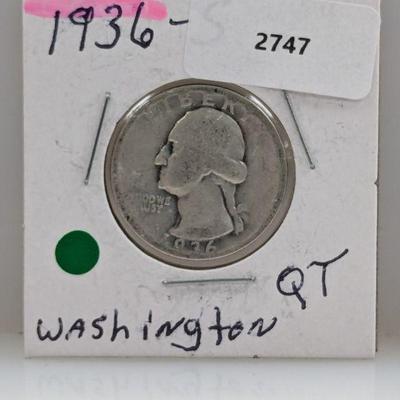 1936-S
2747
LIBERTY
IN GOD WE
TRUST
1936
QT
WAShington